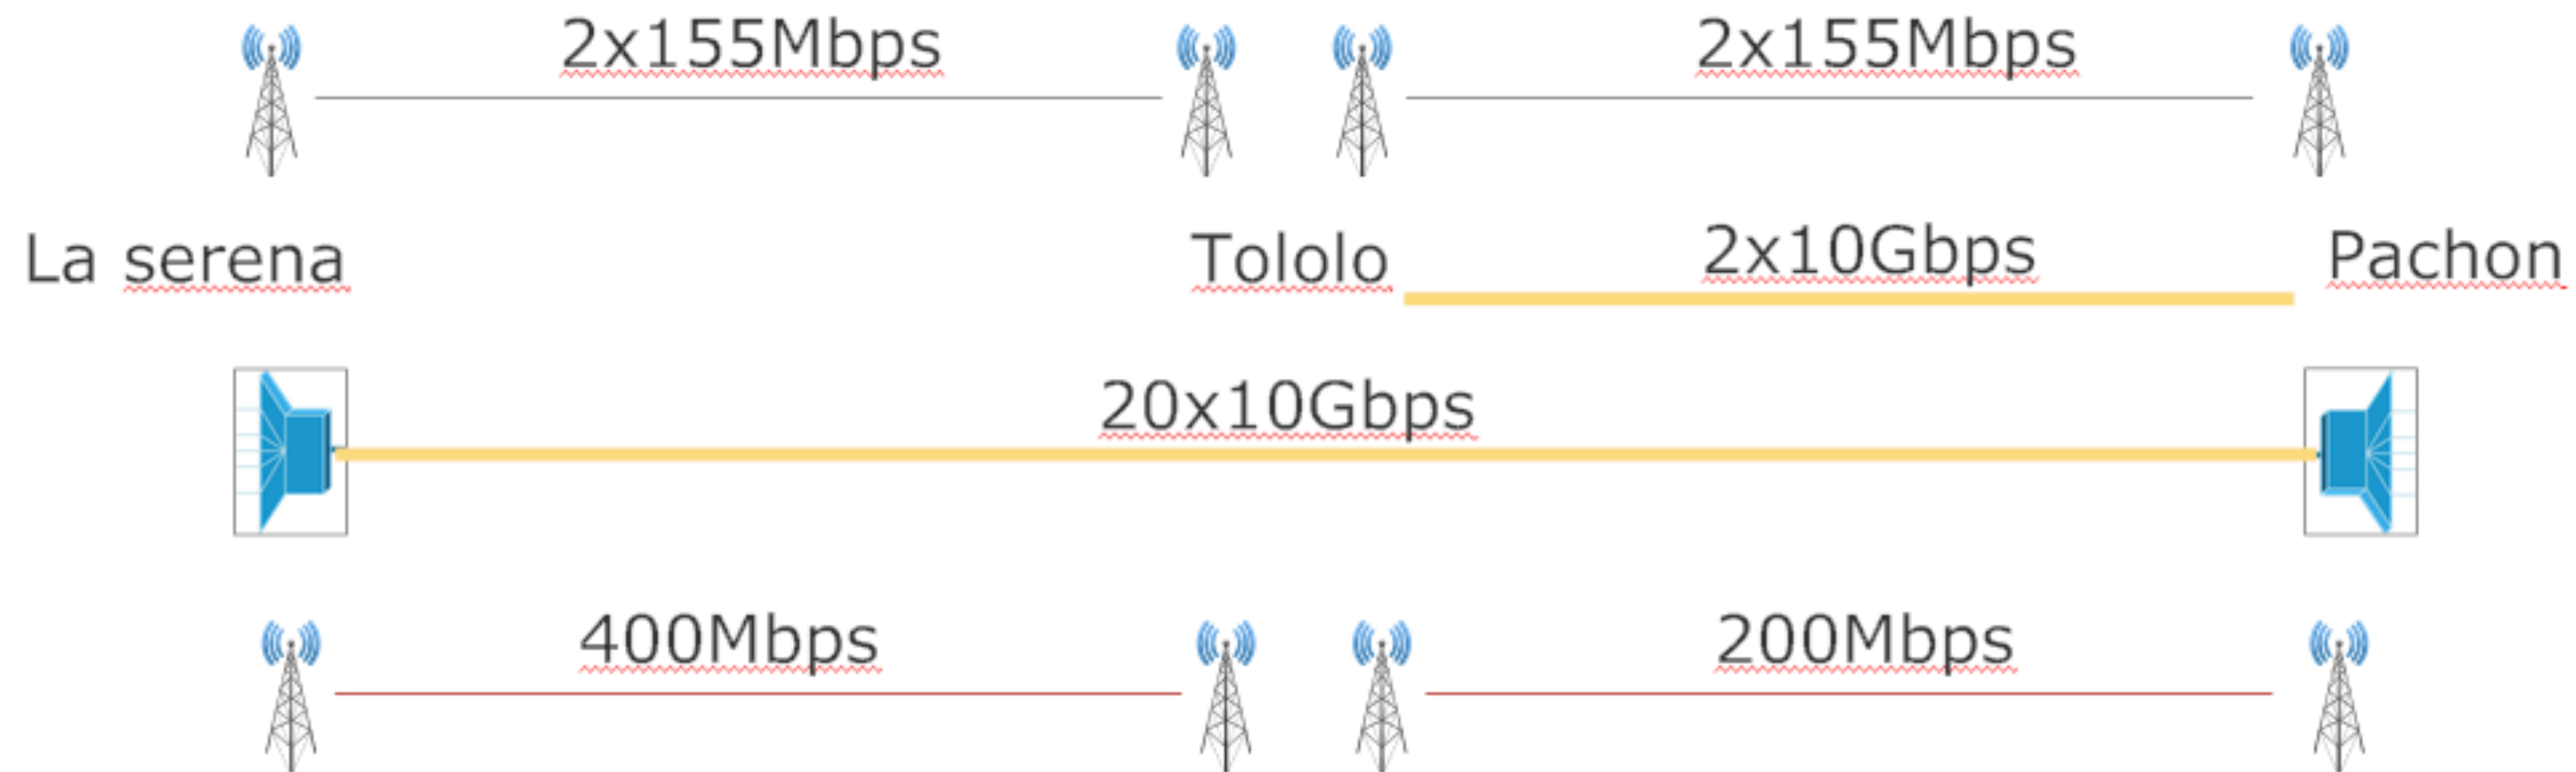 2x155Mbps 2x155Mbps
La serena Tololo 2x10Gbps Pachon
20x10Gbps
400Mbps 200Mbps